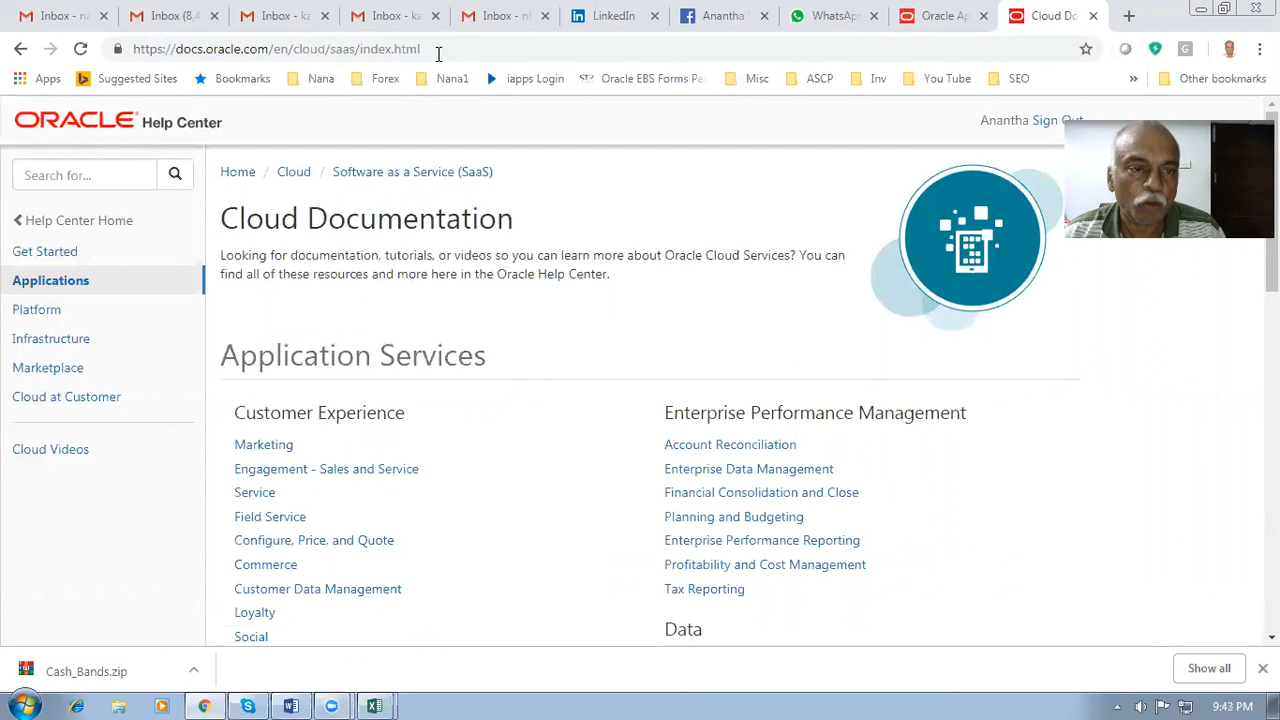 Inbox - na
Inbox (8,4
Inbox - ka
Inbox - ka
Inbox - nf
LinkedIn
Anantha
WhatsApp
Oracle Ap
Cloud Do
https://docs.oracle.com/en/cloud/saas/index.html
Apps
Suggested Sites
Bookmarks
Nana
Forex
Nana1
iapps Login
Oracle EBS Forms Pe
Misc
ASCP
Inv
You Tube
SEO
Other bookmarks
ORACLE Help Center
Anantha Sign Out
Search for...
Home / Cloud / Software as a Service (SaaS)
Help Center Home
Get Started
Applications
Platform
Infrastructure
Marketplace
Cloud at Customer
Cloud Videos
Cloud Documentation
Looking for documentation, tutorials, or videos so you can learn more about Oracle Cloud Services? You can
find all of these resources and more here in the Oracle Help Center.
Application Services
Customer Experience
Marketing
Engagement - Sales and Service
Service
Field Service
Configure, Price, and Quote
Commerce
Customer Data Management
Loyalty
Social
Enterprise Performance Management
Account Reconciliation
Enterprise Data Management
Financial Consolidation and Close
Planning and Budgeting
Enterprise Performance Reporting
Profitability and Cost Management
Tax Reporting
Data
Cash_Bands.zip
Show all
9:43 PM